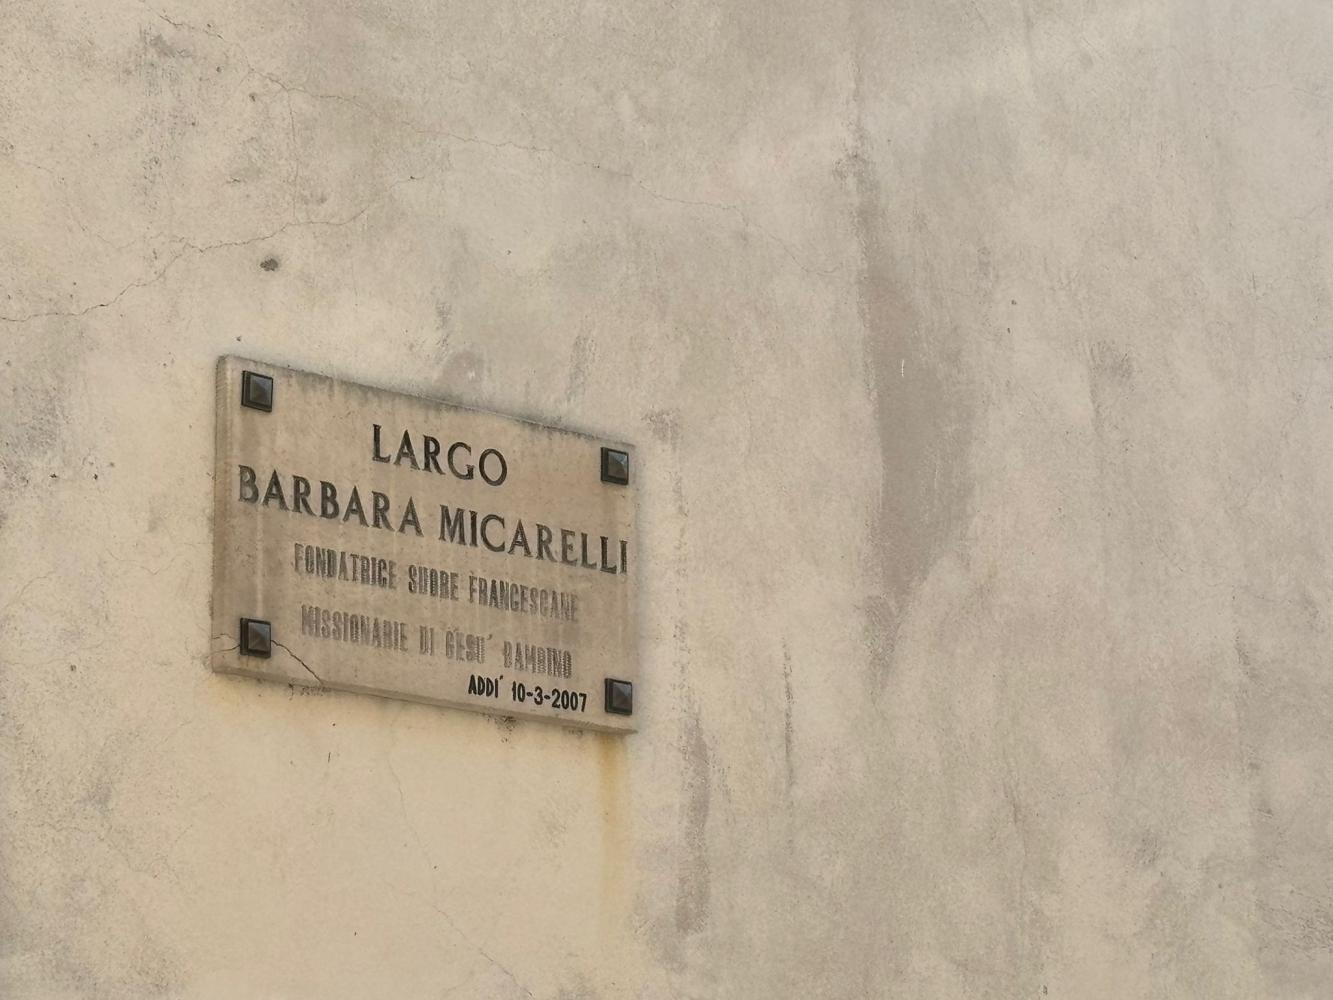 LARGO
BARBARA MICARELLI
FONDATRICE SUORE FRANCESCANE
MISSIONARIE DI GESU´ BAMBINO
ADDI´ 10-3-2007